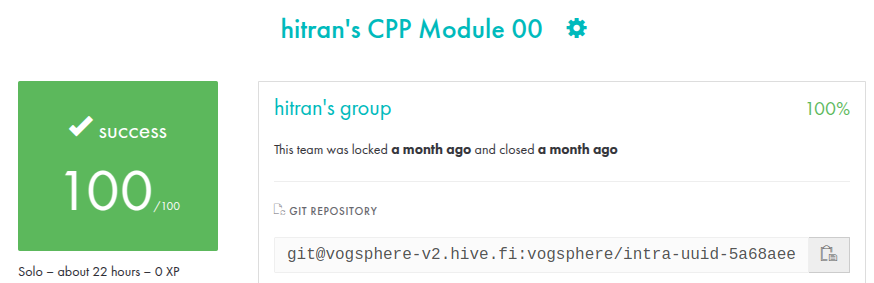 hitran's CPP Module 00
success
100/100
Solo – about 22 hours – 0 XP
hitran's group
100%
This team was locked a month ago and closed a month ago
GIT REPOSITORY
git@vogsphere-v2.hive.fi:vogsphere/intra-uuid-5a68aee